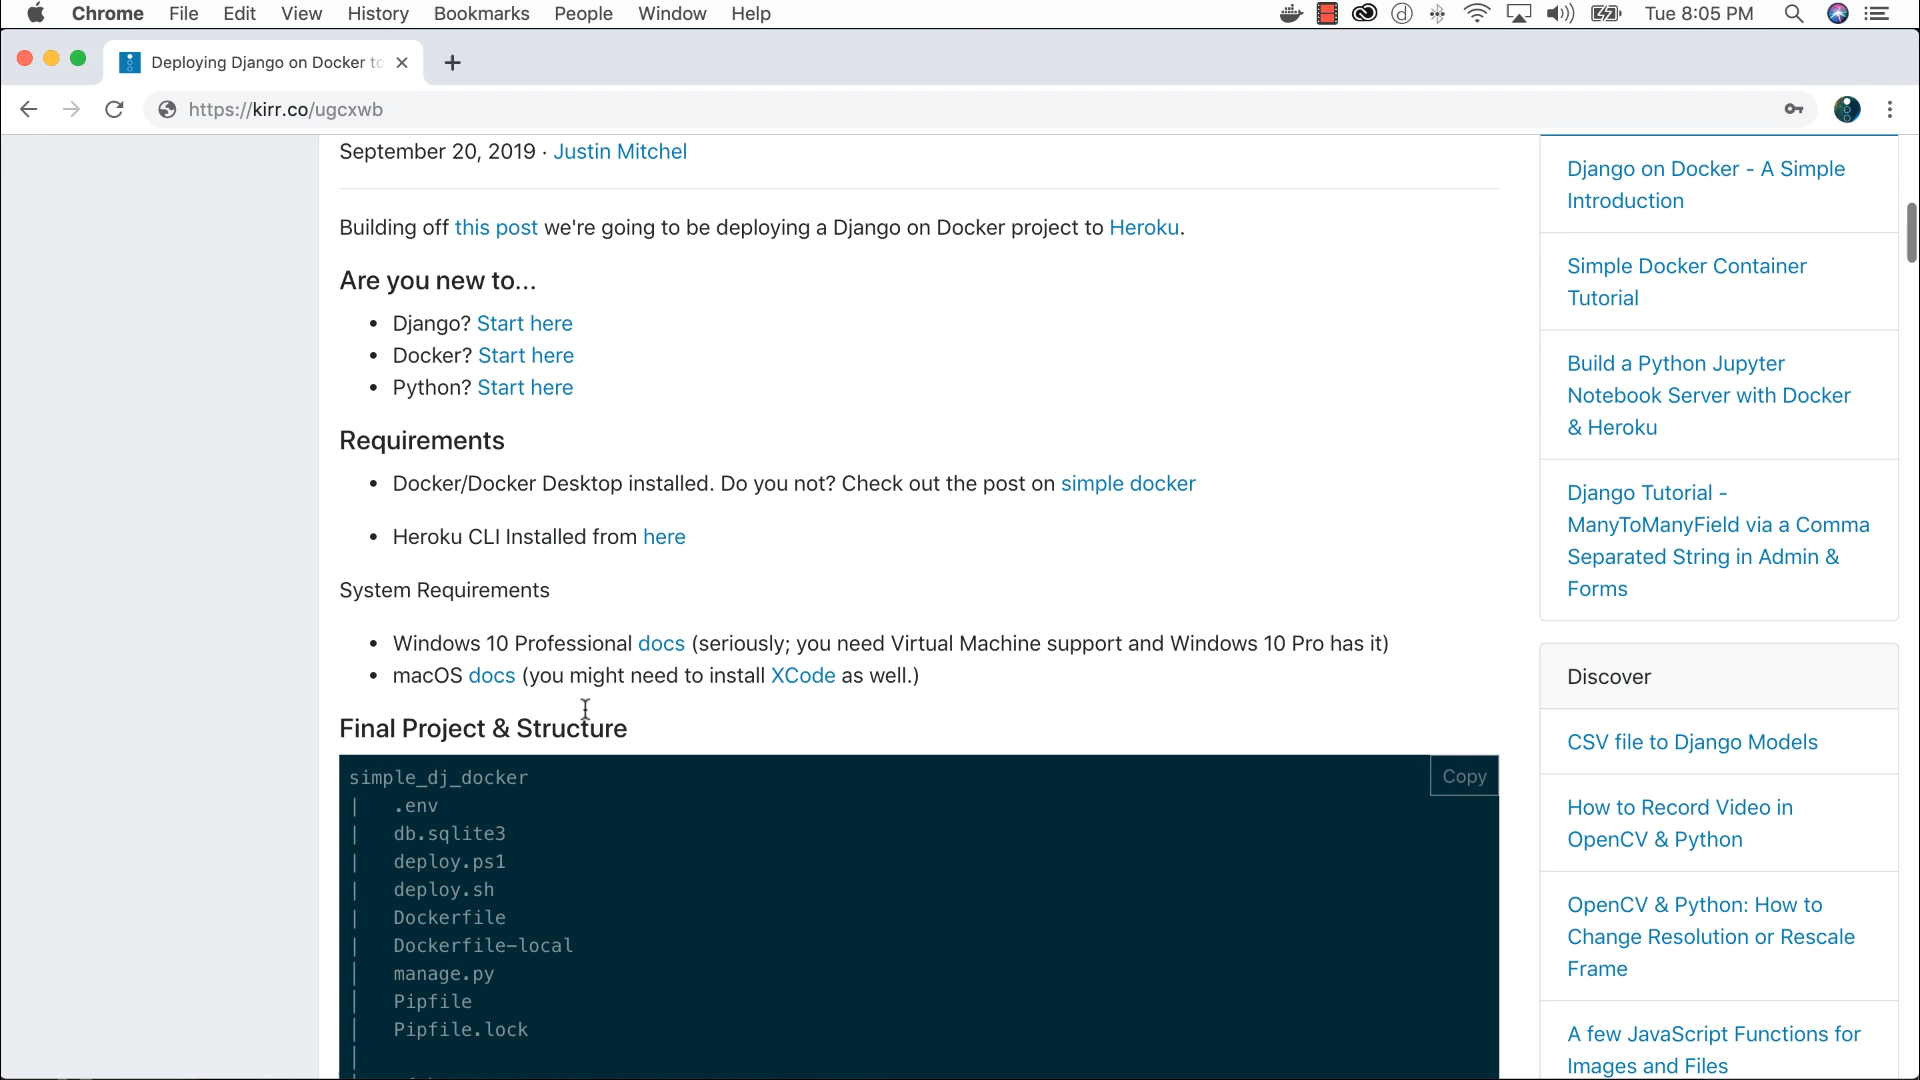 Chrome File Edit View History Bookmarks People Window Help Tue 8:05 PM
Deploying Django on Docker to
https://kirr.co/ugcxwb
September 20, 2019 · Justin Mitchel
Building off this post we're going to be deploying a Django on Docker project to Heroku.
Are you new to...
• Django? Start here
• Docker? Start here
• Python? Start here
Requirements
• Docker/Docker Desktop installed. Do you not? Check out the post on simple docker
• Heroku CLI Installed from here
System Requirements
• Windows 10 Professional docs (seriously; you need Virtual Machine support and Windows 10 Pro has it)
• macOS docs (you might need to install XCode as well.)
Final Project & Structure
Copy
simple_dj_docker
| .env
| db.sqlite3
| deploy.ps1
| deploy.sh
| Dockerfile
| Dockerfile-local
| manage.py
| Pipfile
| Pipfile.lock
|
Django on Docker - A Simple
Introduction
Simple Docker Container
Tutorial
Build a Python Jupyter
Notebook Server with Docker
& Heroku
Django Tutorial -
ManyToManyField via a Comma
Separated String in Admin &
Forms
Discover
CSV file to Django Models
How to Record Video in
OpenCV & Python
OpenCV & Python: How to
Change Resolution or Rescale
Frame
A few JavaScript Functions for
Images and Files